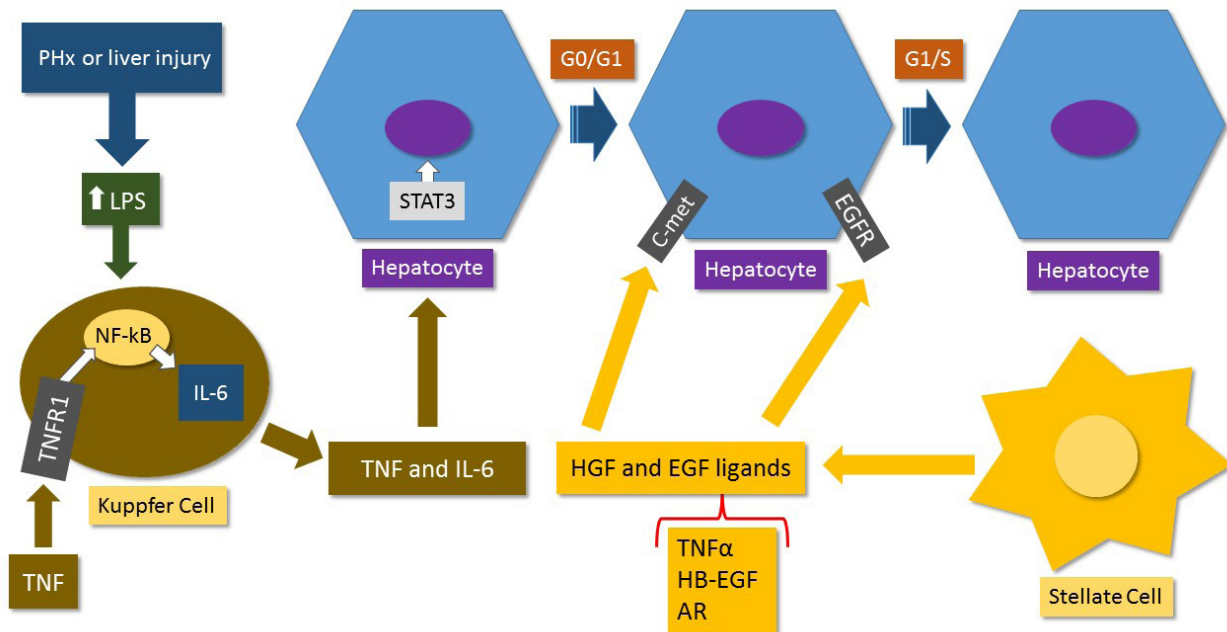 PHx or liver injury
LPS
NF-kB
IL-6
TNFR1
Kuppfer Cell
TNF
TNF and IL-6
STAT3
Hepatocyte
G0/G1
C-met
EGFR
Hepatocyte
G1/S
Hepatocyte
HGF and EGF ligands
TNFα
HB-EGF
AR
Stellate Cell